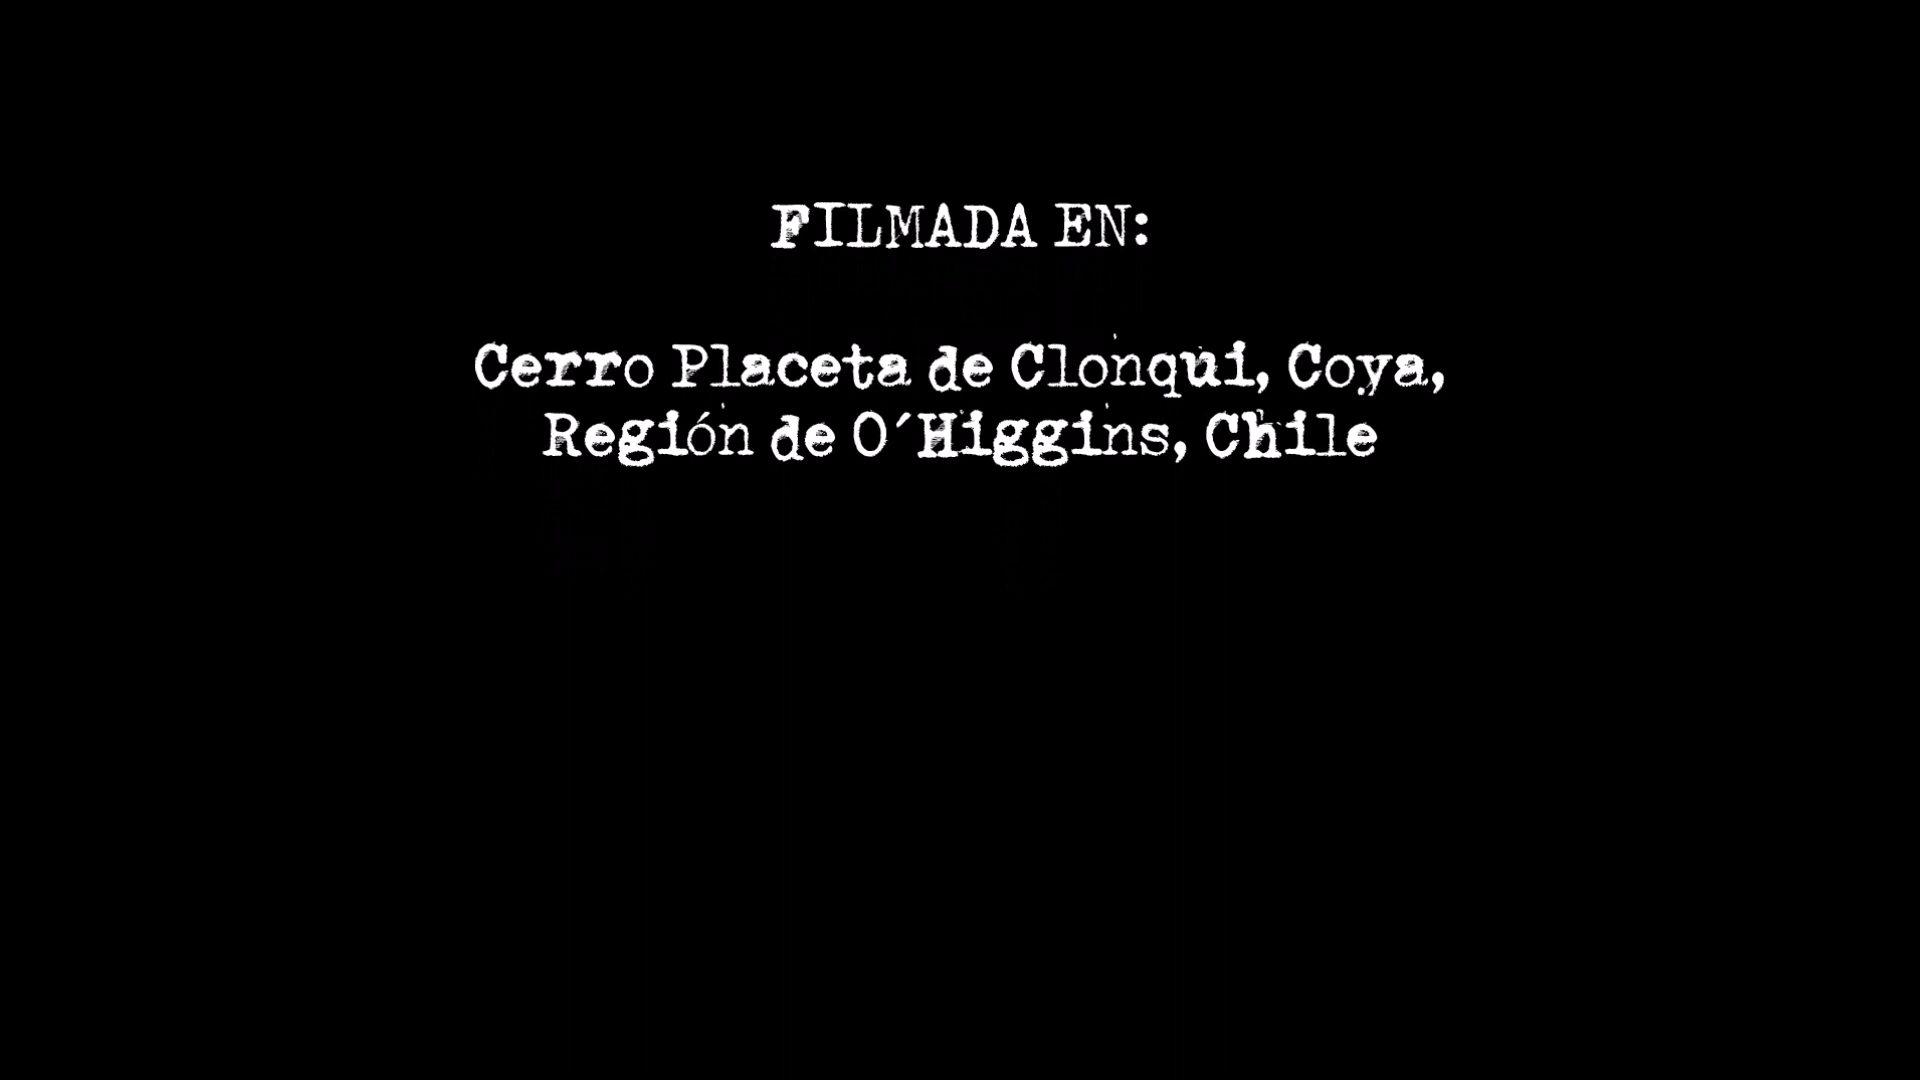 FILMADA EN:
Cerro Placeta de Clonqui, Coya,
Región de O´Higgins, Chile